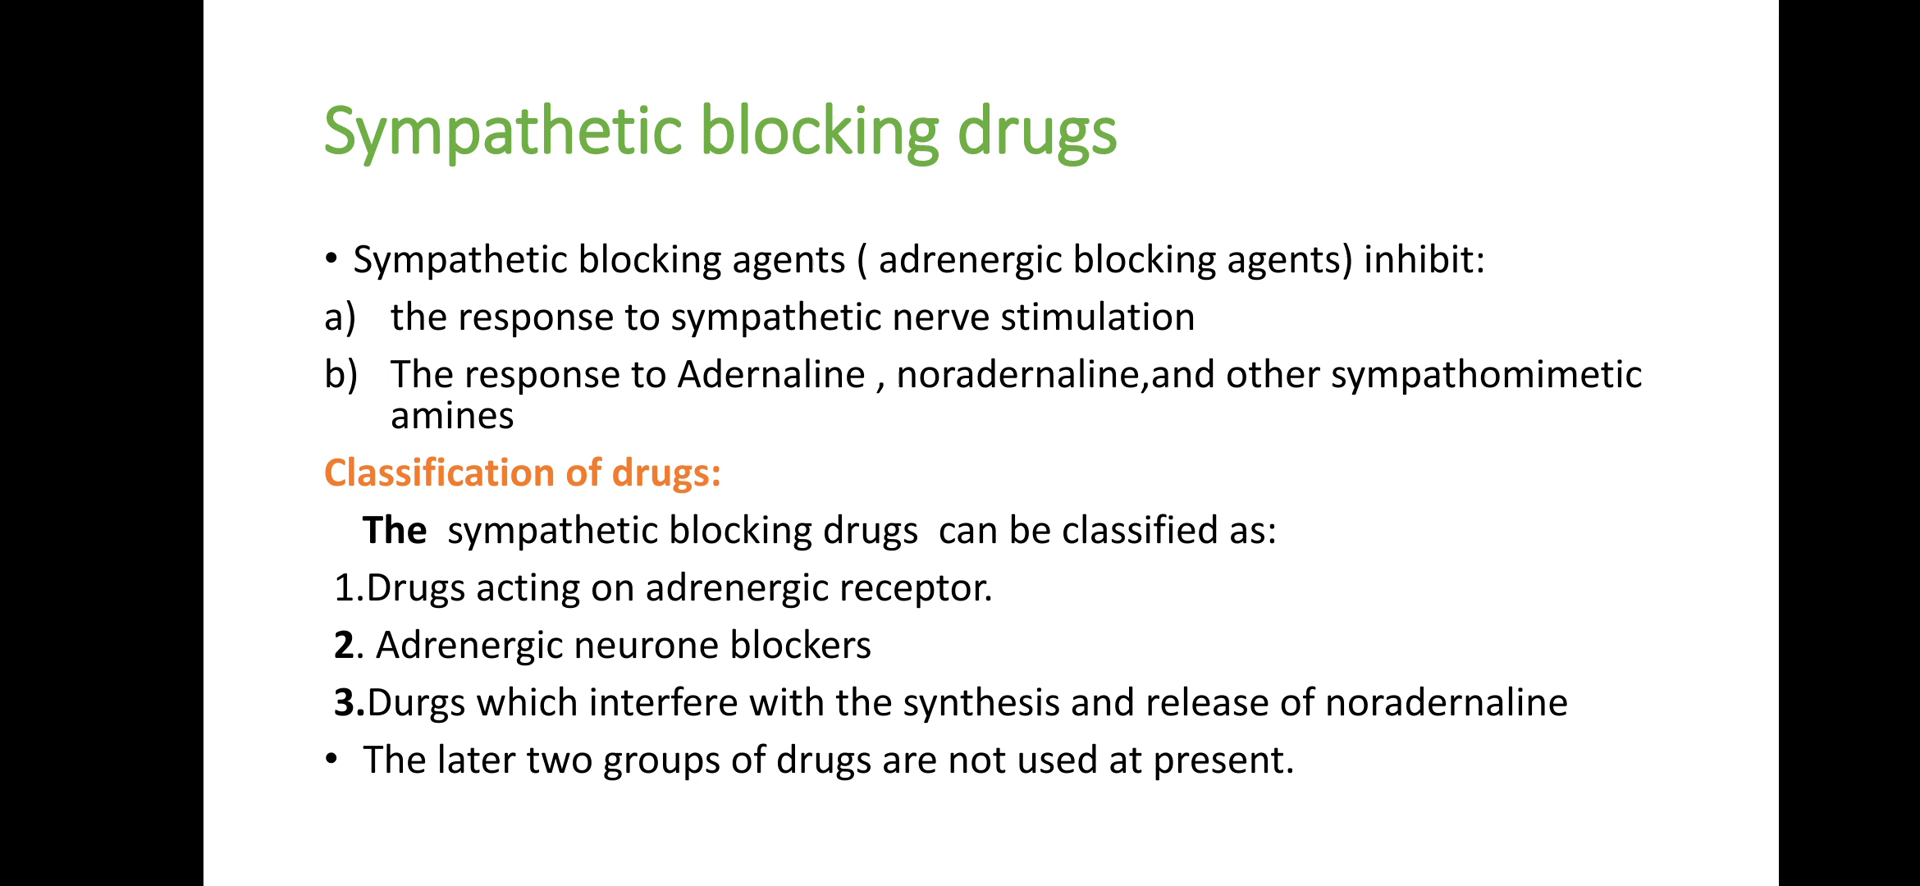 Sympathetic blocking drugs
• Sympathetic blocking agents ( adrenergic blocking agents) inhibit:
a) the response to sympathetic nerve stimulation
b) The response to Adernaline , noradernaline,and other sympathomimetic
amines
Classification of drugs:
The sympathetic blocking drugs can be classified as:
1.Drugs acting on adrenergic receptor.
2. Adrenergic neurone blockers
3.Durgs which interfere with the synthesis and release of noradernaline
• The later two groups of drugs are not used at present.